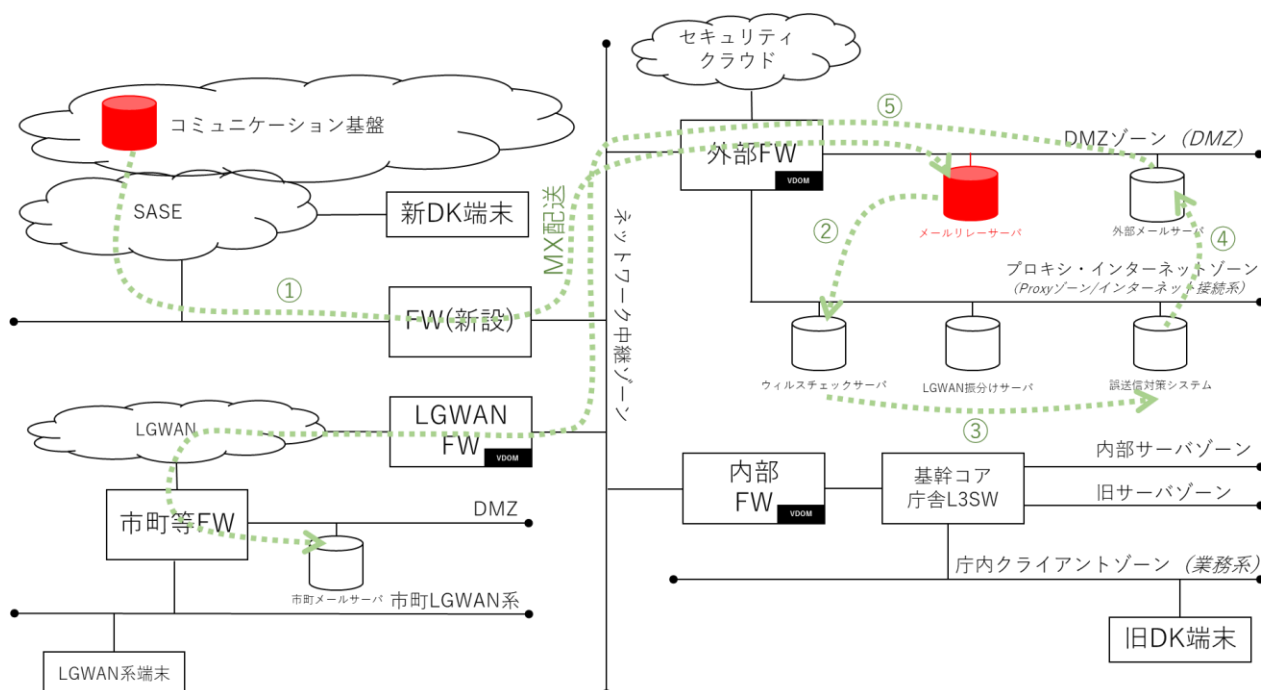 セキュリティ
クラウド
コミュニケーション基盤
SASE
新DK端末
①
FW(新設)
MX配送
ネットワーク中継ゾーン
外部FW
VDOM
⑤
DMZゾーン（DMZ）
メールリレーサーバ
外部メールサーバ
②
④
プロキシ・インターネットゾーン
（Proxyゾーン/インターネット接続系）
ウィルスチェックサーバ
LGWAN振分けサーバ
誤送信対策システム
③
LGWAN
LGWAN
FW
VDOM
市町等FW
DMZ
市町メールサーバ
市町LGWAN系
LGWAN系端末
内部
FW
VDOM
基幹コア
庁舎L3SW
内部サーバゾーン
旧サーバゾーン
庁内クライアントゾーン（業務系）
旧DK端末